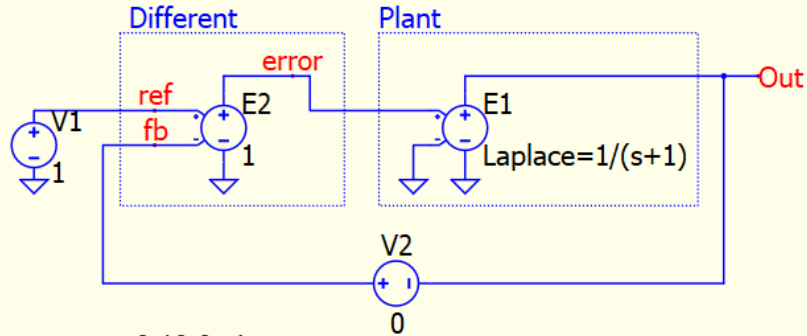 Different
Plant
error
Out
ref
V1
fb
E2
E1
1
1
Laplace=1/(s+1)
V2
0